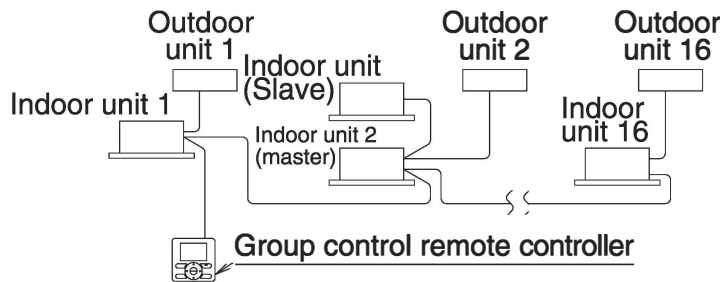 Outdoor
unit 1
Indoor unit 1
Indoor unit
(Slave)
Indoor unit 2
(master)
Outdoor
unit 2
Outdoor
unit 16
Indoor
unit 16
Group control remote controller